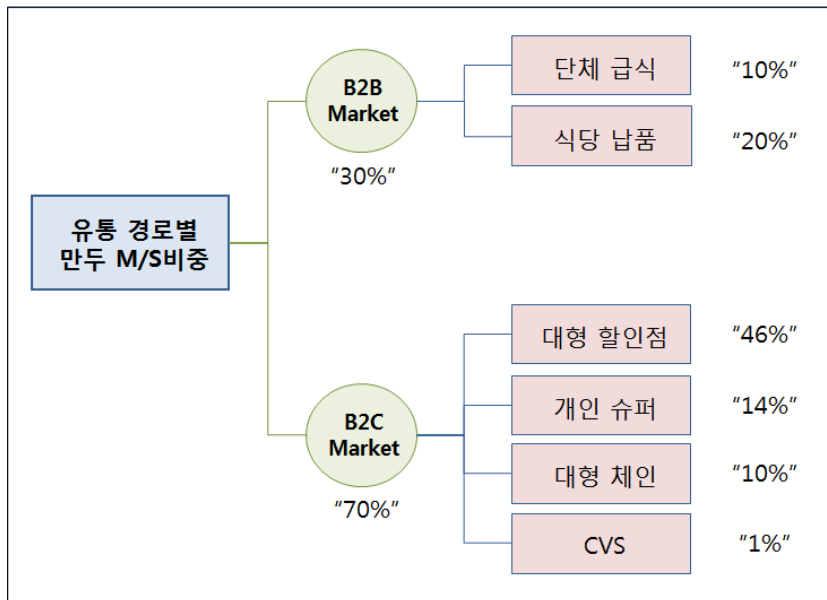 유통 경로별
만두 M/S비중
B2B
Market
"30%"
단체 급식
"10%"
식당 납품
"20%"
B2C
Market
"70%"
대형 할인점
"46%"
개인 슈퍼
"14%"
대형 체인
"10%"
CVS
"1%"